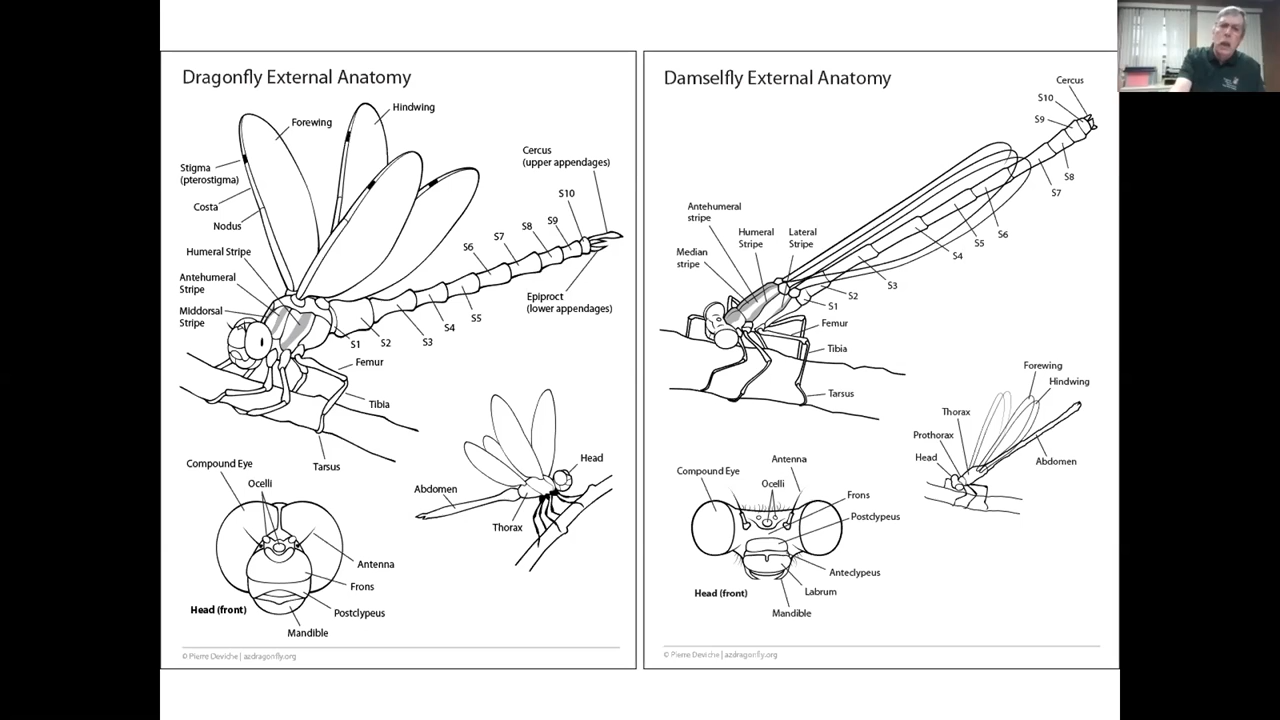 Dragonfly External Anatomy
Hindwing
Forewing
Stigma
(pterostigma)
Costa
Nodus
Humeral Stripe
Antehumeral
Stripe
Middorsal
Stripe
Cercus
(upper appendages)
S10
S9
S8
S7
S6
Epiproct
(lower appendages)
S5
S4
S3
S2
S1
Femur
Tibia
Tarsus
Compound Eye
Ocelli
Antenna
Frons
Postclypeus
Mandible
Head (front)
Head
Abdomen
Thorax
© Pierre Deviche | azdragonfly.org
Damselfly External Anatomy
Cercus
S10
S9
S8
S7
S6
S5
S4
S3
S2
S1
Antehumeral
stripe
Humeral
Stripe
Lateral
Stripe
Median
stripe
Femur
Tibia
Tarsus
Forewing
Hindwing
Thorax
Prothorax
Head
Abdomen
Compound Eye
Antenna
Ocelli
Frons
Postclypeus
Anteclypeus
Labrum
Mandible
Head (front)
© Pierre Deviche | azdragonfly.org